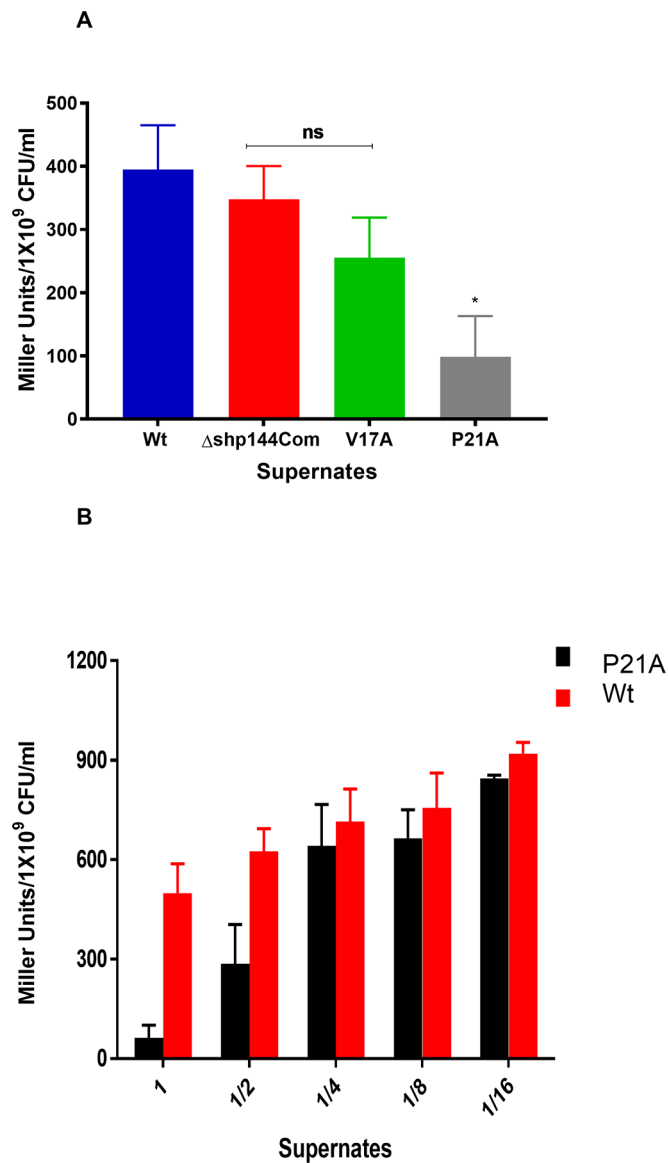 A
Miller Units/1X10⁹ CFU/ml
500
400
300
200
100
0
ns
*
Wt Δshp144Com V17A P21A
Supernates
B
Miller Units/1X10⁹ CFU/ml
1200
900
600
300
0
P21A
Wt
1 1/2 1/4 1/8 1/16
Supernates